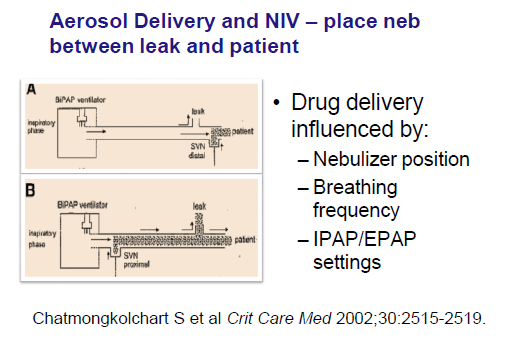 Aerosol Delivery and NIV – place neb
between leak and patient
A
BiPAP ventilator
leak
inspiratory
phase
patient
SVN
distal
B
BiPAP ventilator
leak
inspiratory
phase
patient
SVN
proximal
• Drug delivery
influenced by:
– Nebulizer position
– Breathing
frequency
– IPAP/EPAP
settings
Chatmongkolchart S et al Crit Care Med 2002;30:2515-2519.